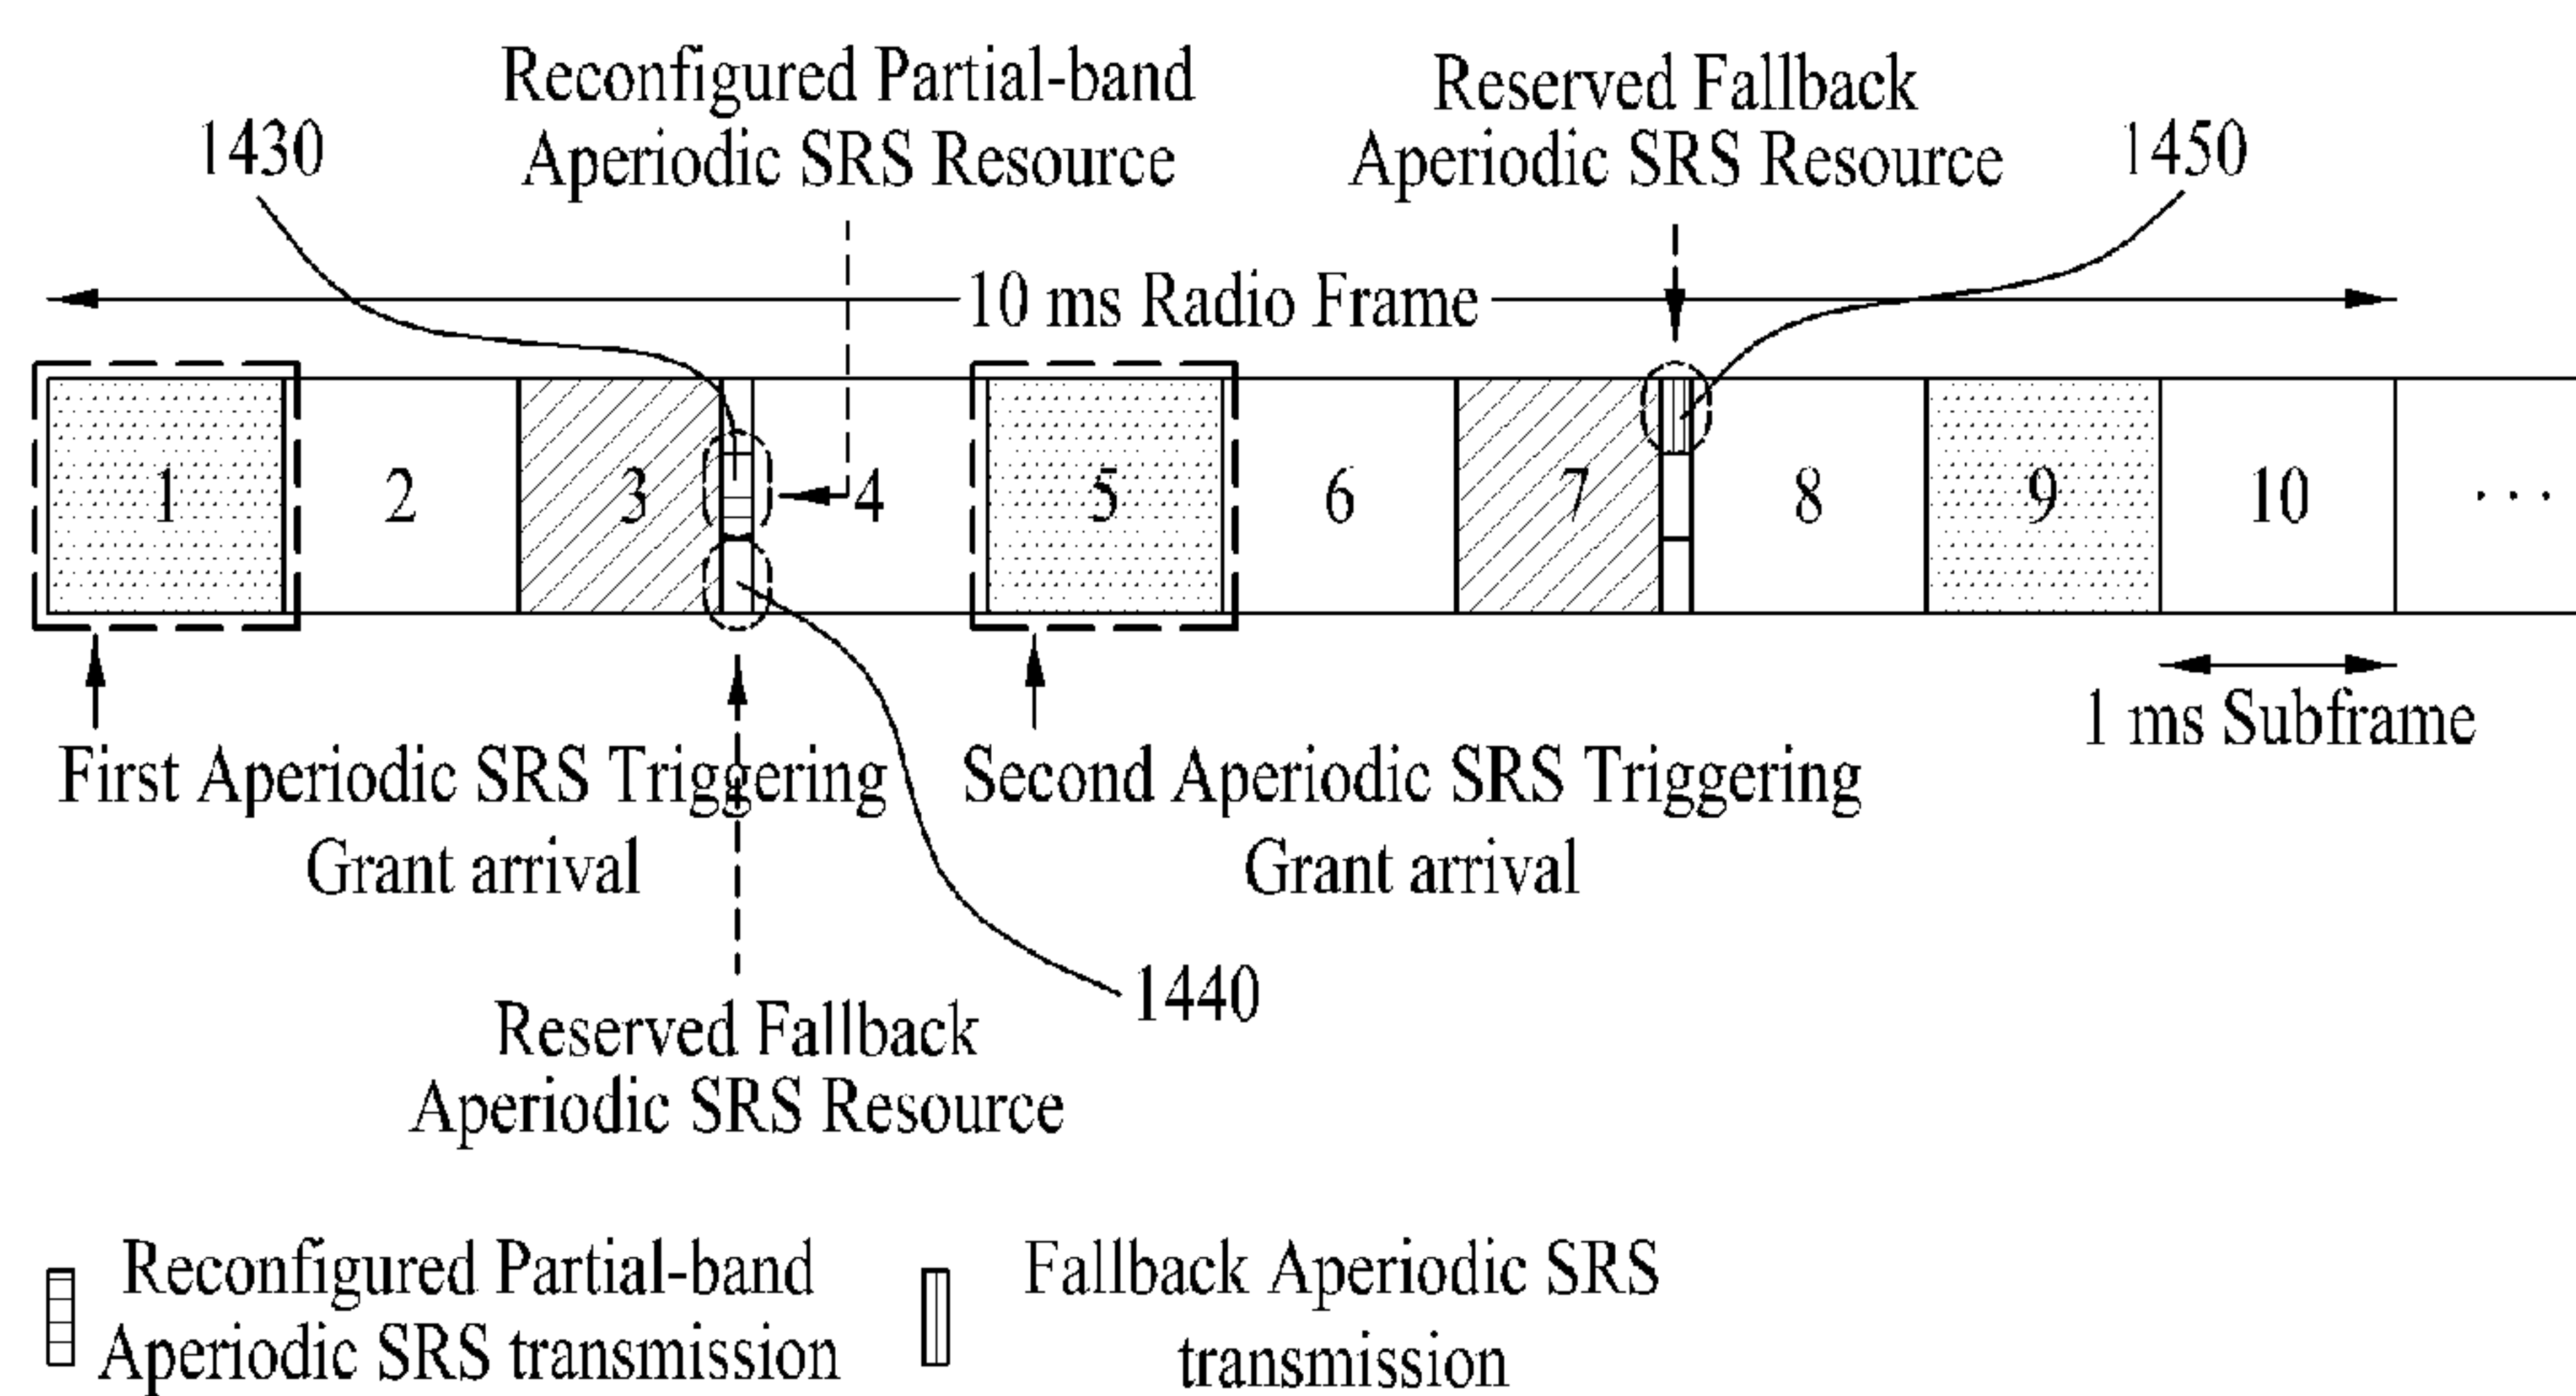 Reconfigured Partial-band
Aperiodic SRS Resource
Reserved Fallback
Aperiodic SRS Resource
1430
1450
10 ms Radio Frame
1 2 3 4 5 6 7 8 9 10 ...
1 ms Subframe
First Aperiodic SRS Triggering
Grant arrival
Second Aperiodic SRS Triggering
Grant arrival
1440
Reserved Fallback
Aperiodic SRS Resource
Reconfigured Partial-band
Aperiodic SRS transmission
Fallback Aperiodic SRS
transmission